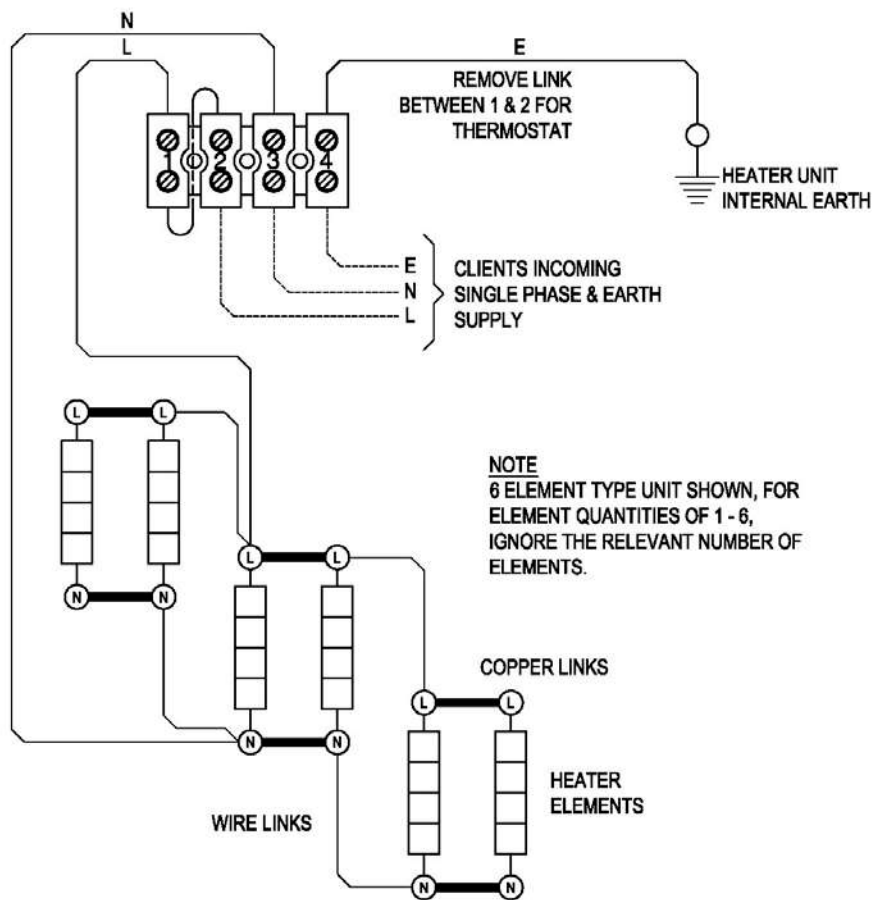 N
L
E
REMOVE LINK
BETWEEN 1 & 2 FOR
THERMOSTAT
1 2 3 4
HEATER UNIT
INTERNAL EARTH
E
N
L
CLIENTS INCOMING
SINGLE PHASE & EARTH
SUPPLY
L L
NOTE
6 ELEMENT TYPE UNIT SHOWN, FOR
ELEMENT QUANTITIES OF 1 - 6,
IGNORE THE RELEVANT NUMBER OF
ELEMENTS.
L L
N N
COPPER LINKS
L L
N N
HEATER
ELEMENTS
WIRE LINKS
N N